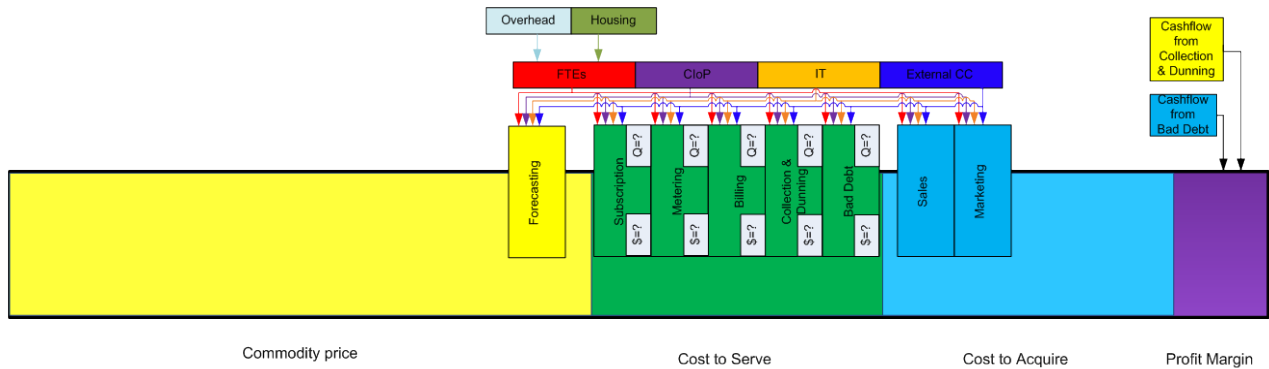 Overhead
Housing
Cashflow
from
Collection
& Dunning
Cashflow
from
Bad Debt
FTEs
CIoP
IT
External CC
Forecasting
Subscription
Q=?
$=?
Metering
Q=?
$=?
Billing
Q=?
$=?
Collection &
Dunning
Q=?
$=?
Bad Debt
Q=?
$=?
Sales
Marketing
Commodity price
Cost to Serve
Cost to Acquire
Profit Margin